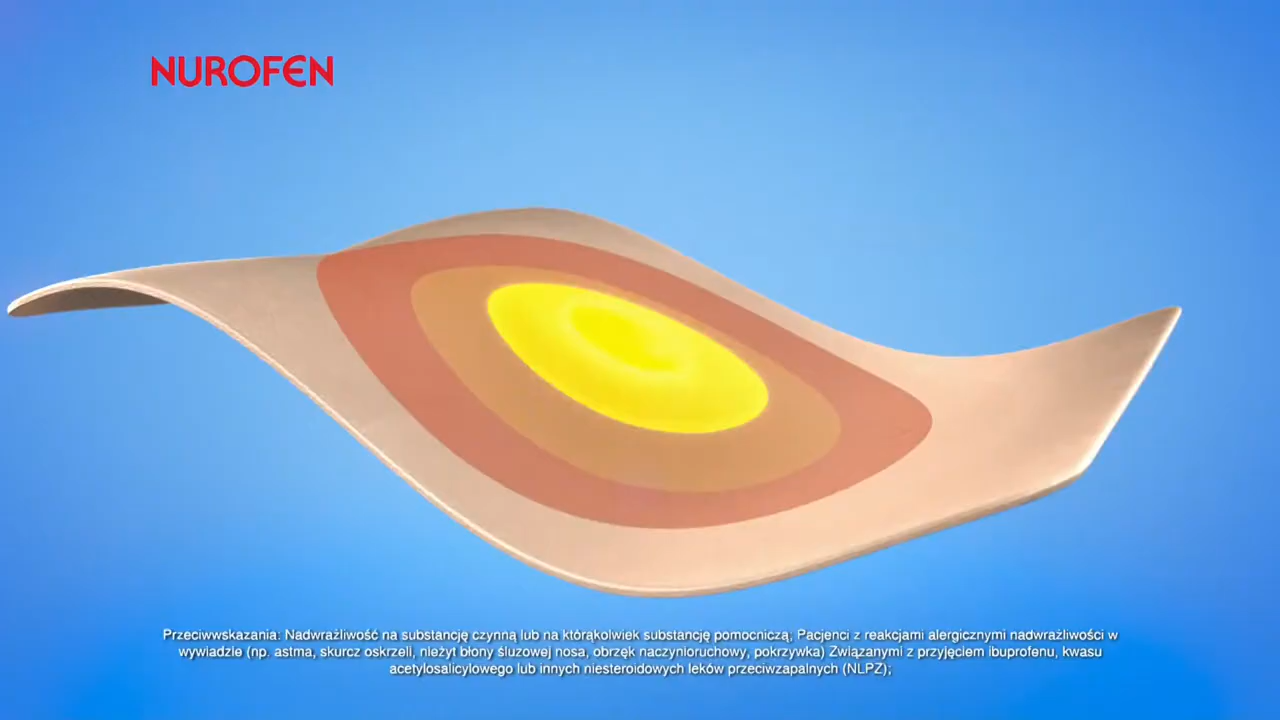 NUROFEN
Przeciwwskazania: Nadwrażliwość na substancję czynną lub na którąkolwiek substancję pomocniczą; Pacjenci z reakcjami alergicznymi nadwrażliwości w
wywiadzie (np. astma, skurcz oskrzeli, nieżyt błony śluzowej nosa, obrzęk naczynioruchowy, pokrzywka) Związanymi z przyjęciem ibuprofenu, kwasu
acetylosalicylowego lub innych niesteroidowych leków przeciwzapalnych (NLPZ);